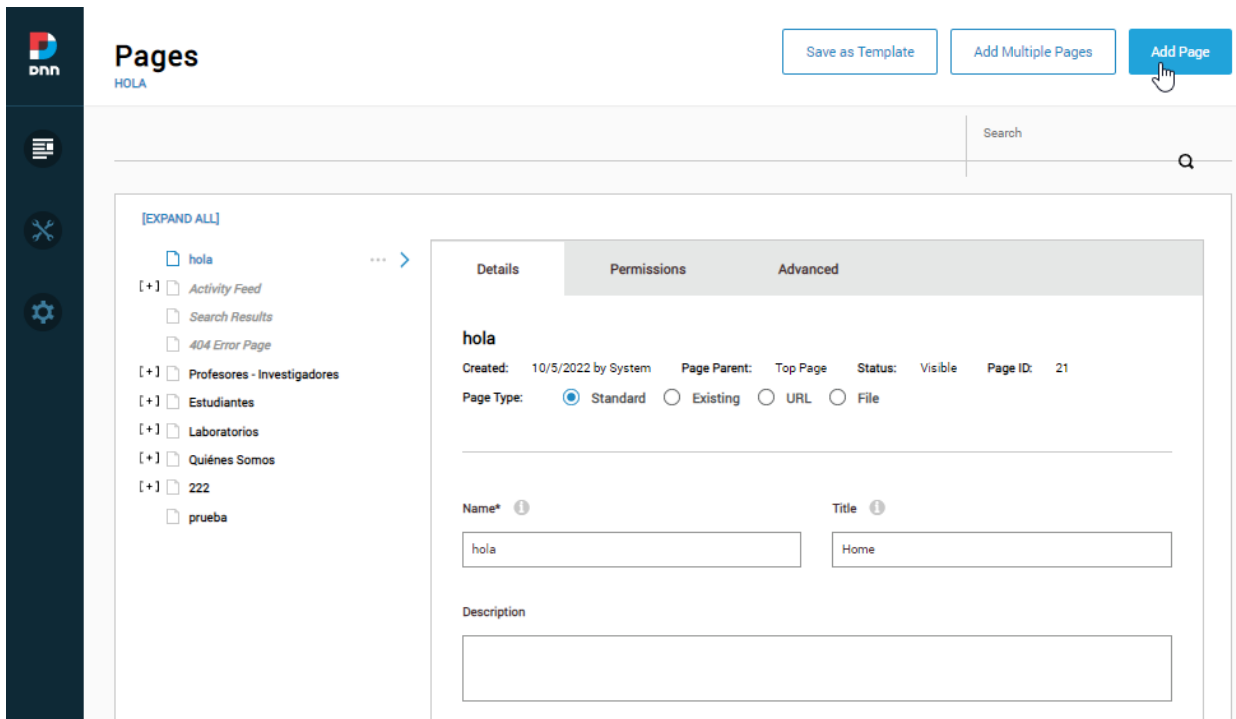 Pages
HOLA
Save as Template
Add Multiple Pages
Add Page
dnn
Search
[EXPAND ALL]
hola
[+] Activity Feed
Search Results
404 Error Page
[+] Profesores - Investigadores
[+] Estudiantes
[+] Laboratorios
[+] Quiénes Somos
[+] 222
prueba
Details Permissions Advanced
hola
Created: 10/5/2022 by System Page Parent: Top Page Status: Visible Page ID: 21
Page Type: Standard Existing URL File
Name* Title
hola Home
Description